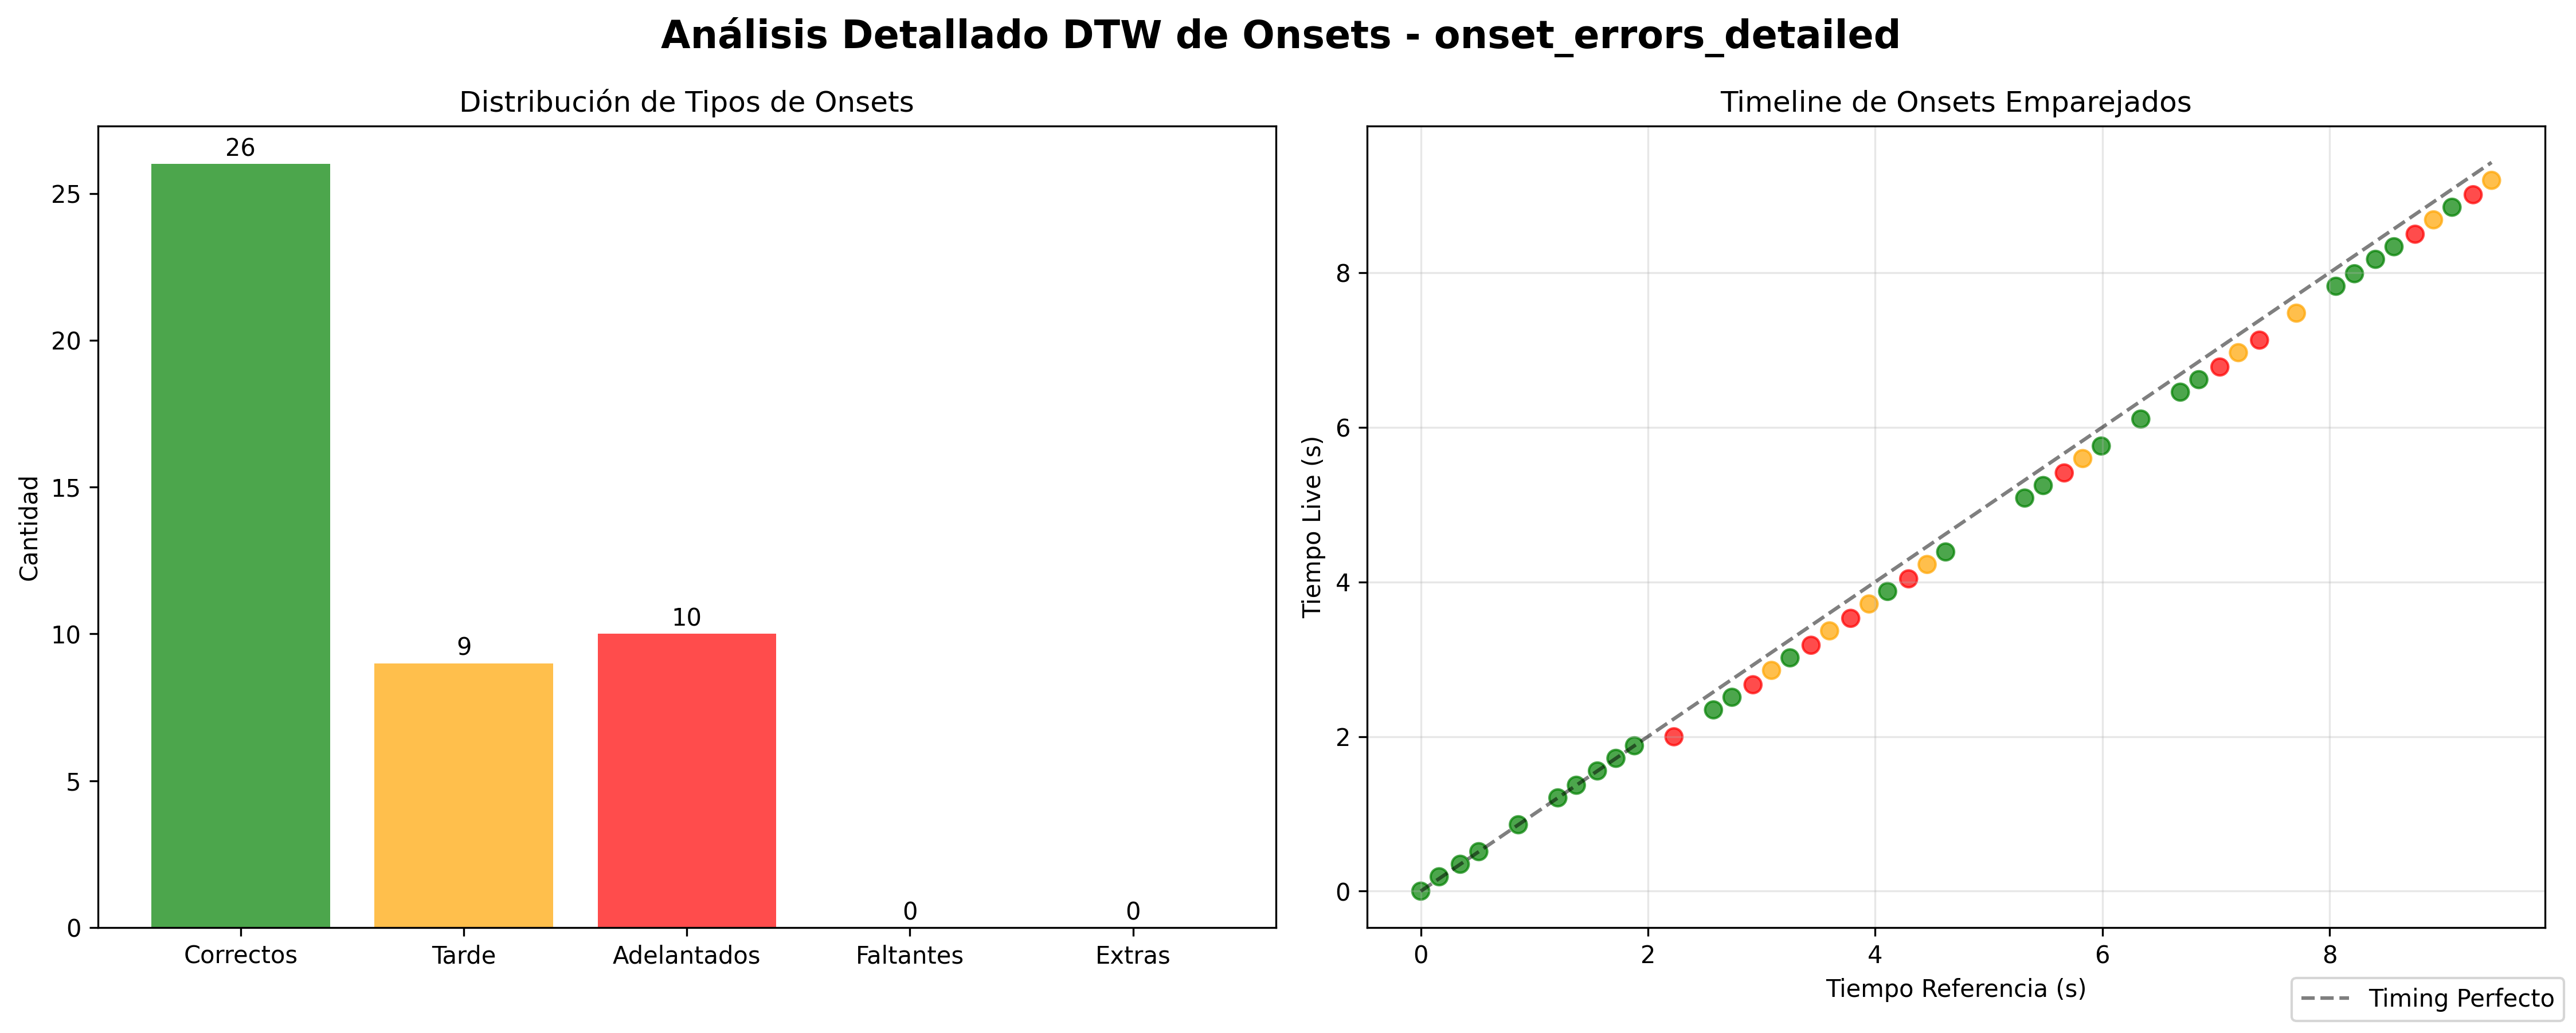 Análisis Detallado DTW de Onsets - onset_errors_detailed
Distribución de Tipos de Onsets
Cantidad
25
20
15
10
5
0
26
9
10
0
0
Correctos
Tarde
Adelantados
Faltantes
Extras
Timeline de Onsets Emparejados
Tiempo Live (s)
8
6
4
2
0
0
2
4
6
8
Tiempo Referencia (s)
Timing Perfecto